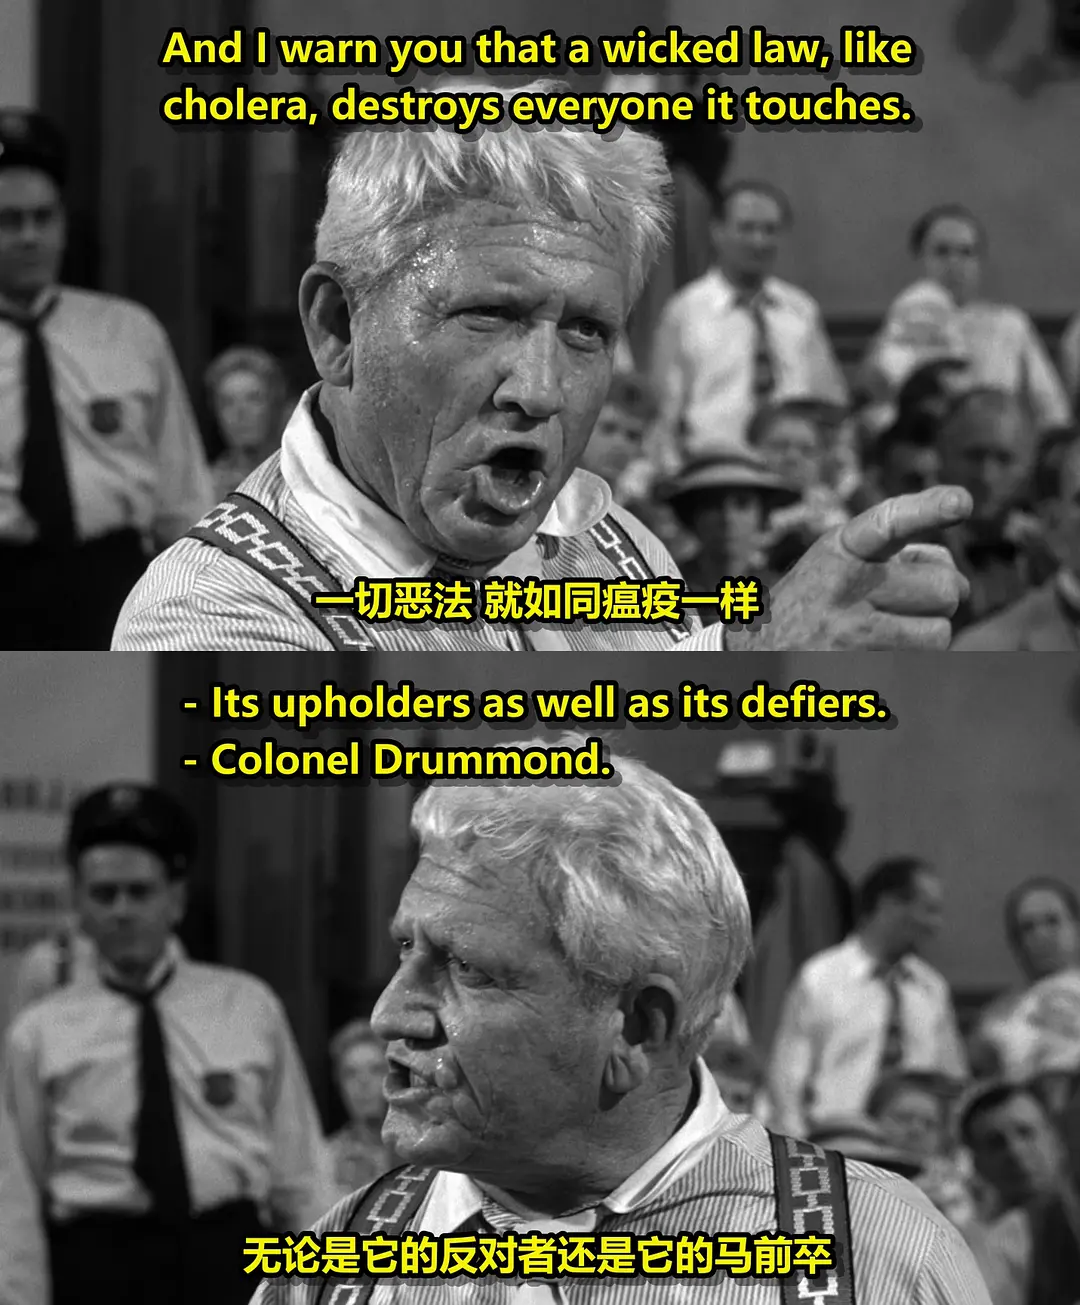 And I warn you that a wicked law, like
cholera, destroys everyone it touches.
一切恶法 就如同瘟疫一样
- Its upholders as well as its defiers.
- Colonel Drummond.
无论是它的反对者还是它的马前卒